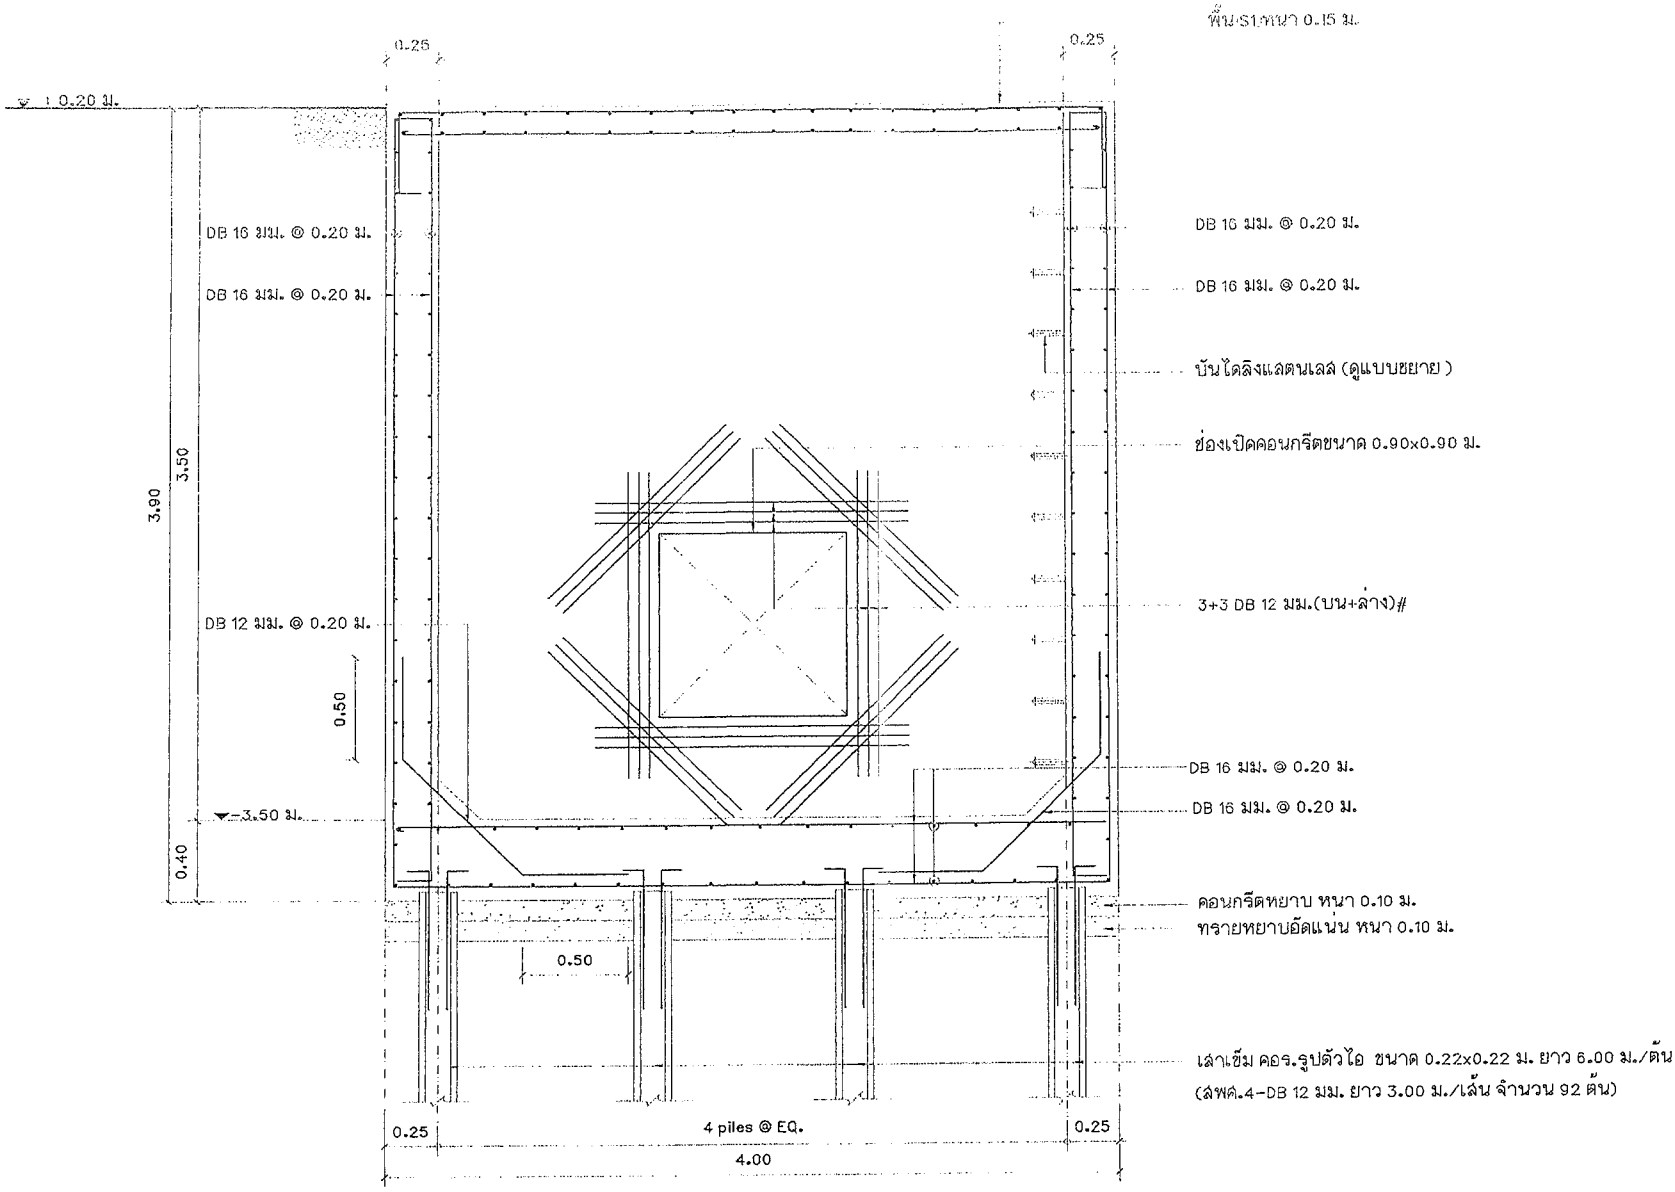 พื้น S1 หนา 0.15 ม.
0.25
0.25
0.20 ม.
DB 16 มม. @ 0.20 ม.
DB 16 มม. @ 0.20 ม.
DB 16 มม. @ 0.20 ม.
DB 16 มม. @ 0.20 ม.
บันไดลิงแสตนเลส (ดูแบบขยาย )
ช่องเปิดคอนกรีตขนาด 0.90x0.90 ม.
3.50
3.90
3+3 DB 12 มม.(บน+ล่าง)#
DB 12 มม. @ 0.20 ม.
0.50
DB 16 มม. @ 0.20 ม.
DB 16 มม. @ 0.20 ม.
-3.50 ม.
0.40
คอนกรีตหยาบ หนา 0.10 ม.
ทรายหยาบอัดแน่น หนา 0.10 ม.
0.50
เสาเข็ม คอร.รูปตัวไอ ขนาด 0.22x0.22 ม. ยาว 6.00 ม./ต้น
(สพศ.4-DB 12 มม. ยาว 3.00 ม./เส้น จำนวน 92 ต้น)
0.25
4 piles @ EQ.
0.25
4.00